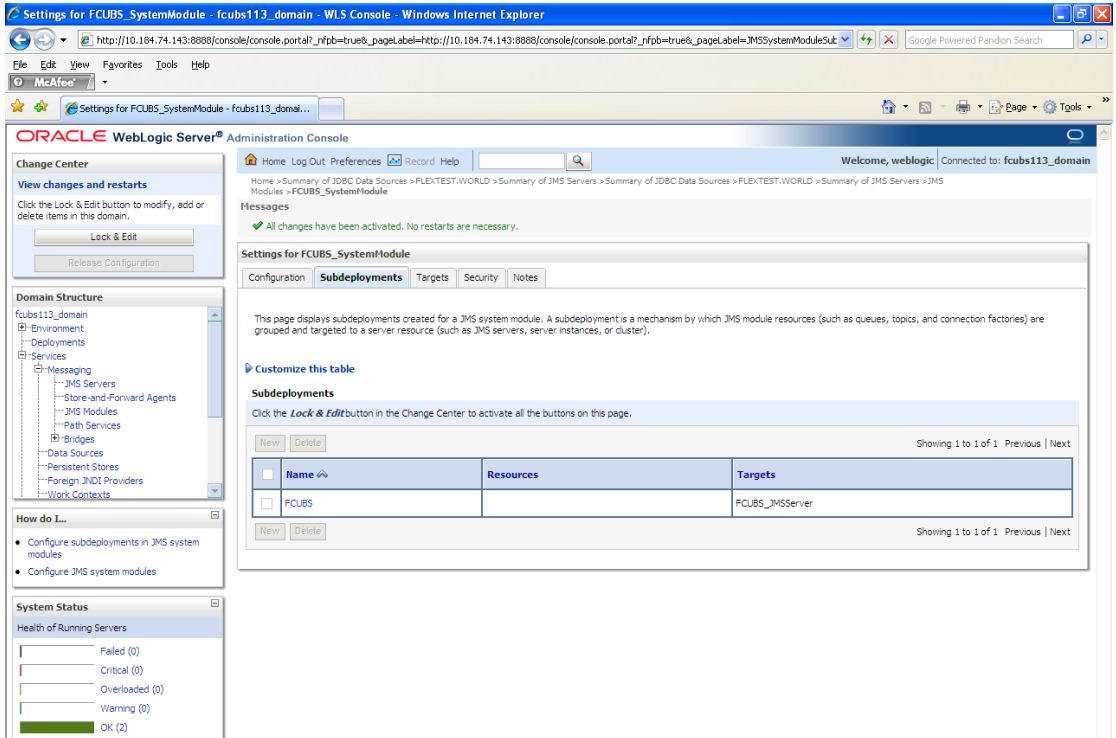 Settings for FCUBS_SystemModule - fcubs113_domain - WLS Console - Windows Internet Explorer
http://10.184.74.143:8888/console/console.portal?_nfpb=true&_pageLabel=http://10.184.74.143:8888/console/console.portal?_nfpb=true&_pageLabel=JMSSystemModuleSub
Google Powered Pandion Search
File Edit View Favorites Tools Help
McAfee
Settings for FCUBS_SystemModule - fcubs113_domai...
Page Tools »
ORACLE WebLogic Server® Administration Console
Change Center
View changes and restarts
Click the Lock & Edit button to modify, add or
delete items in this domain.
Lock & Edit
Release Configuration
Domain Structure
fcubs113_domain
Environment
Deployments
Services
Messaging
JMS Servers
Store-and-Forward Agents
JMS Modules
Path Services
Bridges
Data Sources
Persistent Stores
Foreign JNDI Providers
Work Contexts
How do I...
Configure subdeployments in JMS system
modules
Configure JMS system modules
System Status
Health of Running Servers
Failed (0)
Critical (0)
Overloaded (0)
Warning (0)
OK (2)
Home Log Out Preferences Record Help
Welcome, weblogic Connected to: fcubs113_domain
Home >Summary of JDBC Data Sources >FLEXTEST.WORLD >Summary of JMS Servers >Summary of JDBC Data Sources >FLEXTEST.WORLD >Summary of JMS Servers >JMS
Modules >FCUBS_SystemModule
Messages
All changes have been activated. No restarts are necessary.
Settings for FCUBS_SystemModule
Configuration Subdeployments Targets Security Notes
This page displays subdeployments created for a JMS system module. A subdeployment is a mechanism by which JMS module resources (such as queues, topics, and connection factories) are
grouped and targeted to a server resource (such as JMS servers, server instances, or cluster).
Customize this table
Subdeployments
Click the Lock & Edit button in the Change Center to activate all the buttons on this page.
New Delete Showing 1 to 1 of 1 Previous | Next
Name Resources Targets
FCUBS FCUBS_JMSServer
New Delete Showing 1 to 1 of 1 Previous | Next